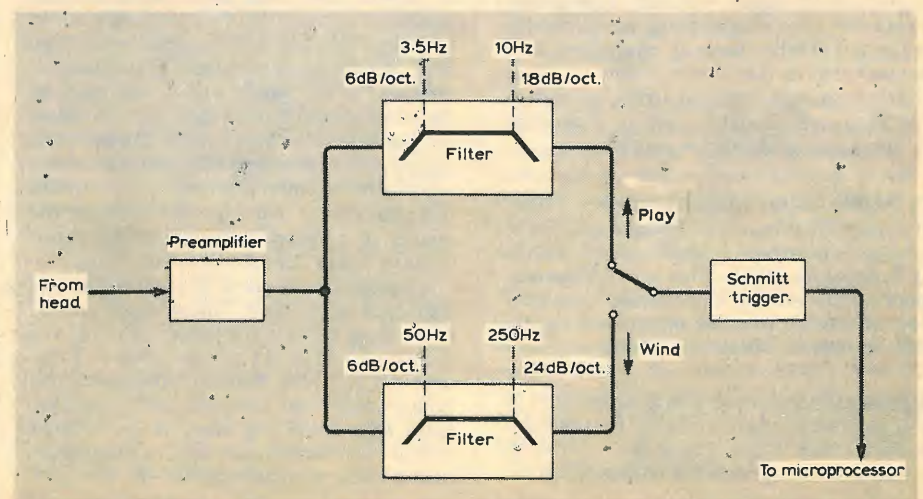 3·5Hz 10Hz
6dB/oct. 18dB/oct.
Filter
Play
Preamplifier
From
head
Schmitt
trigger
Wind
50Hz 250Hz
6dB/oct. 24dB/oct.
Filter
To microprocessor